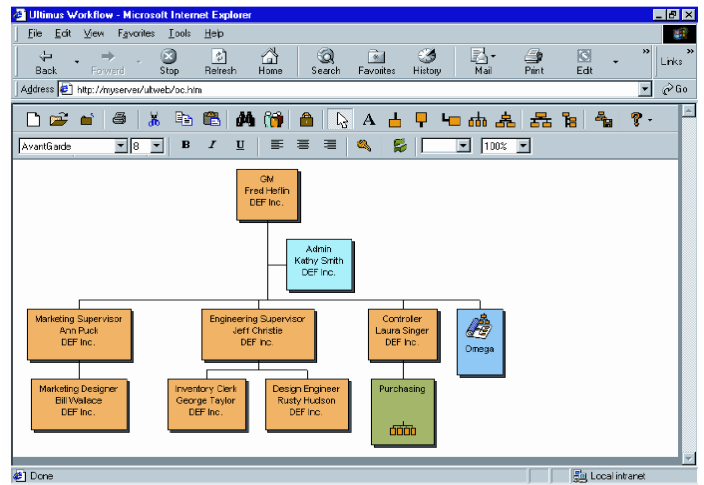 Ultimus Workflow - Microsoft Internet Explorer
File Edit View Favorites Tools Help
Back Forward Stop Refresh Home Search Favorites History Mail Print Edit » Links »
Address http://myserver/ultweb/oc.htm Go
A ?
AvantGarde 8 B I U 100%
GM
Fred Heflin
DEF Inc.
Admin
Kathy Smith
DEF Inc.
Marketing Supervisor
Ann Puck
DEF Inc.
Engineering Supervisor
Jeff Christie
DEF Inc.
Controller
Laura Singer
DEF Inc.
Omega
Marketing Designer
Bill Wallace
DEF Inc.
Inventory Clerk
George Taylor
DEF Inc.
Design Engineer
Rusty Hudson
DEF Inc.
Purchasing
Done Local intranet